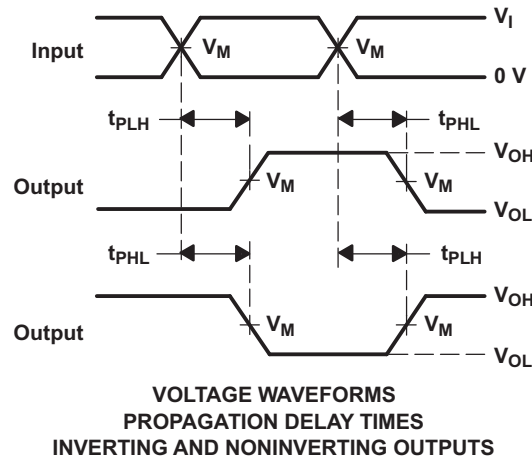 V_I
Input
V_M
V_M
0 V
t_PLH
t_PHL
V_OH
Output
V_M
V_M
V_OL
t_PHL
t_PLH
V_OH
Output
V_M
V_M
V_OL
VOLTAGE WAVEFORMS
PROPAGATION DELAY TIMES
INVERTING AND NONINVERTING OUTPUTS